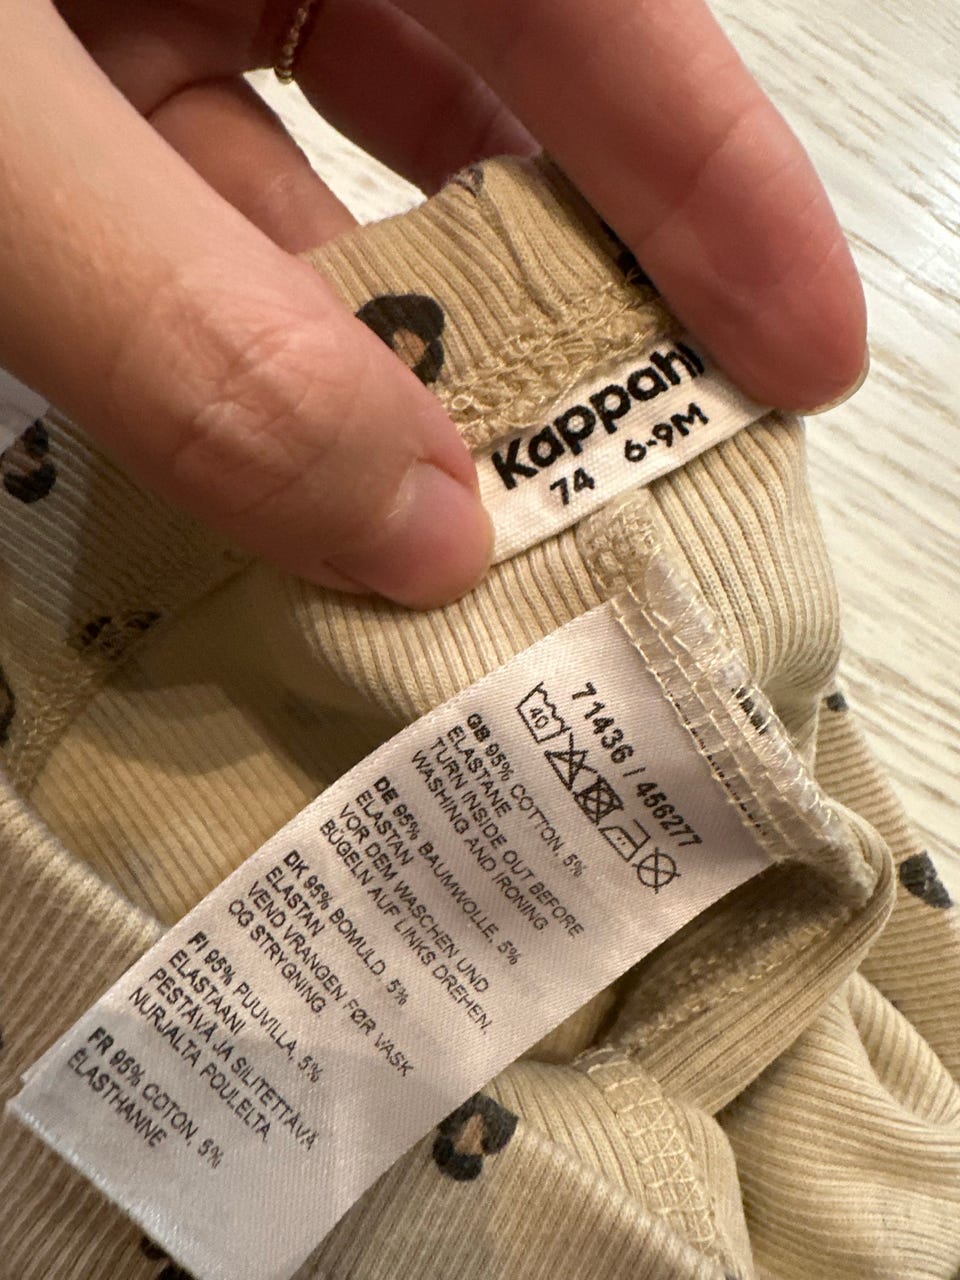 Kappahl
74 6-9M
71436 / 456277
40
GB 95% COTTON, 5%
ELASTANE
TURN INSIDE OUT BEFORE
WASHING AND IRONING
DE 95% BAUMWOLLE, 5%
ELASTAN
VOR DEM WASCHEN UND
BÜGELN AUF LINKS DREHEN.
DK 95% BOMULD, 5%
ELASTAN
VEND VRANGEN FØR VASK
OG STRYGNING
FI 95% PUUVILLA, 5%
ELASTAANI
PESTÄVÄ JA SILITETTÄVÄ
NURJALTA PUOLELTA.
FR 95% COTON, 5%
ÉLASTHANNE